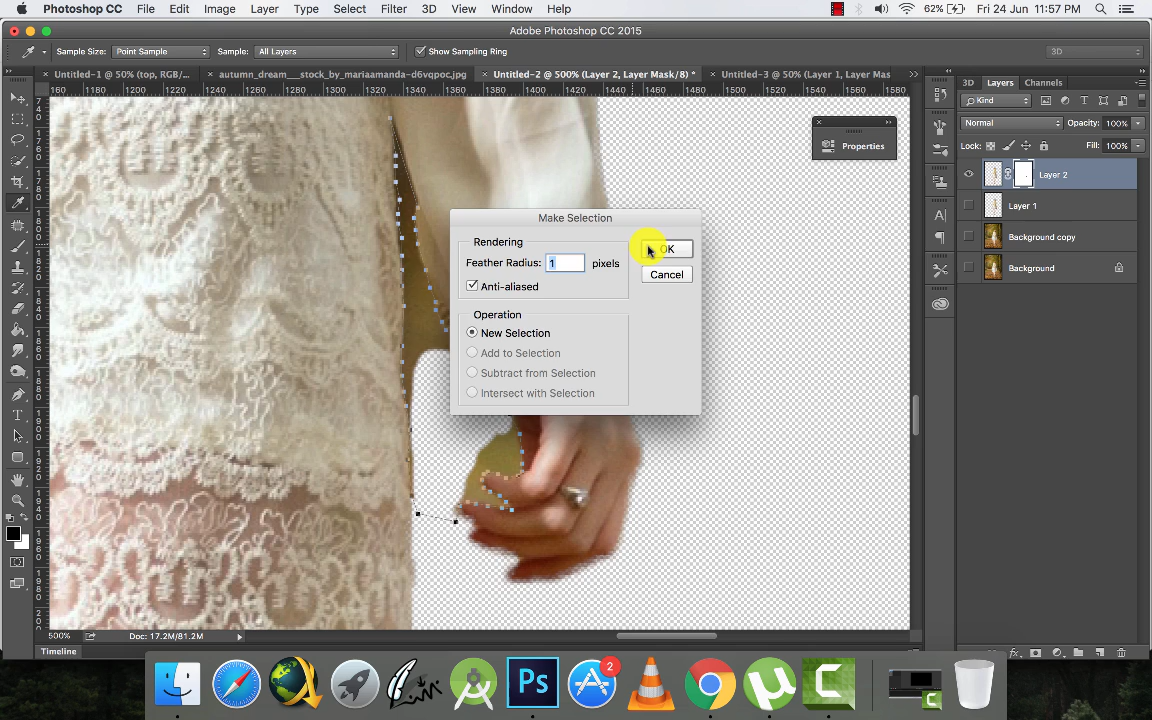 Photoshop CC File Edit Image Layer Type Select Filter 3D View Window Help 62% Fri 24 Jun 11:57 PM
Adobe Photoshop CC 2015
Sample Size: Point Sample Sample: All Layers Show Sampling Ring 3D
Untitled-1 @ 50% (top, RGB/... autumn_dream___stock_by_mariaamanda-d6vqpoc.jpg Untitled-2 @ 500% (Layer 2, Layer Mask/8) * Untitled-3 @ 50% (Layer 1, Layer Mas
3D Layers Channels
160 1180 1200 1220 1240 1260 1280 1300 1320 1340 1360 1380 1400 1420 1440 1460 1480 1500 1520 1540 1560 1580
Kind
Normal Opacity: 100%
Lock: Fill: 100%
Properties
Layer 2
Layer 1
Background copy
Background
Make Selection
Rendering
Feather Radius: 1 pixels
Anti-aliased
OK
Cancel
Operation
New Selection
Add to Selection
Subtract from Selection
Intersect with Selection
500% Doc: 17.2M/81.2M
Timeline
Ps
2